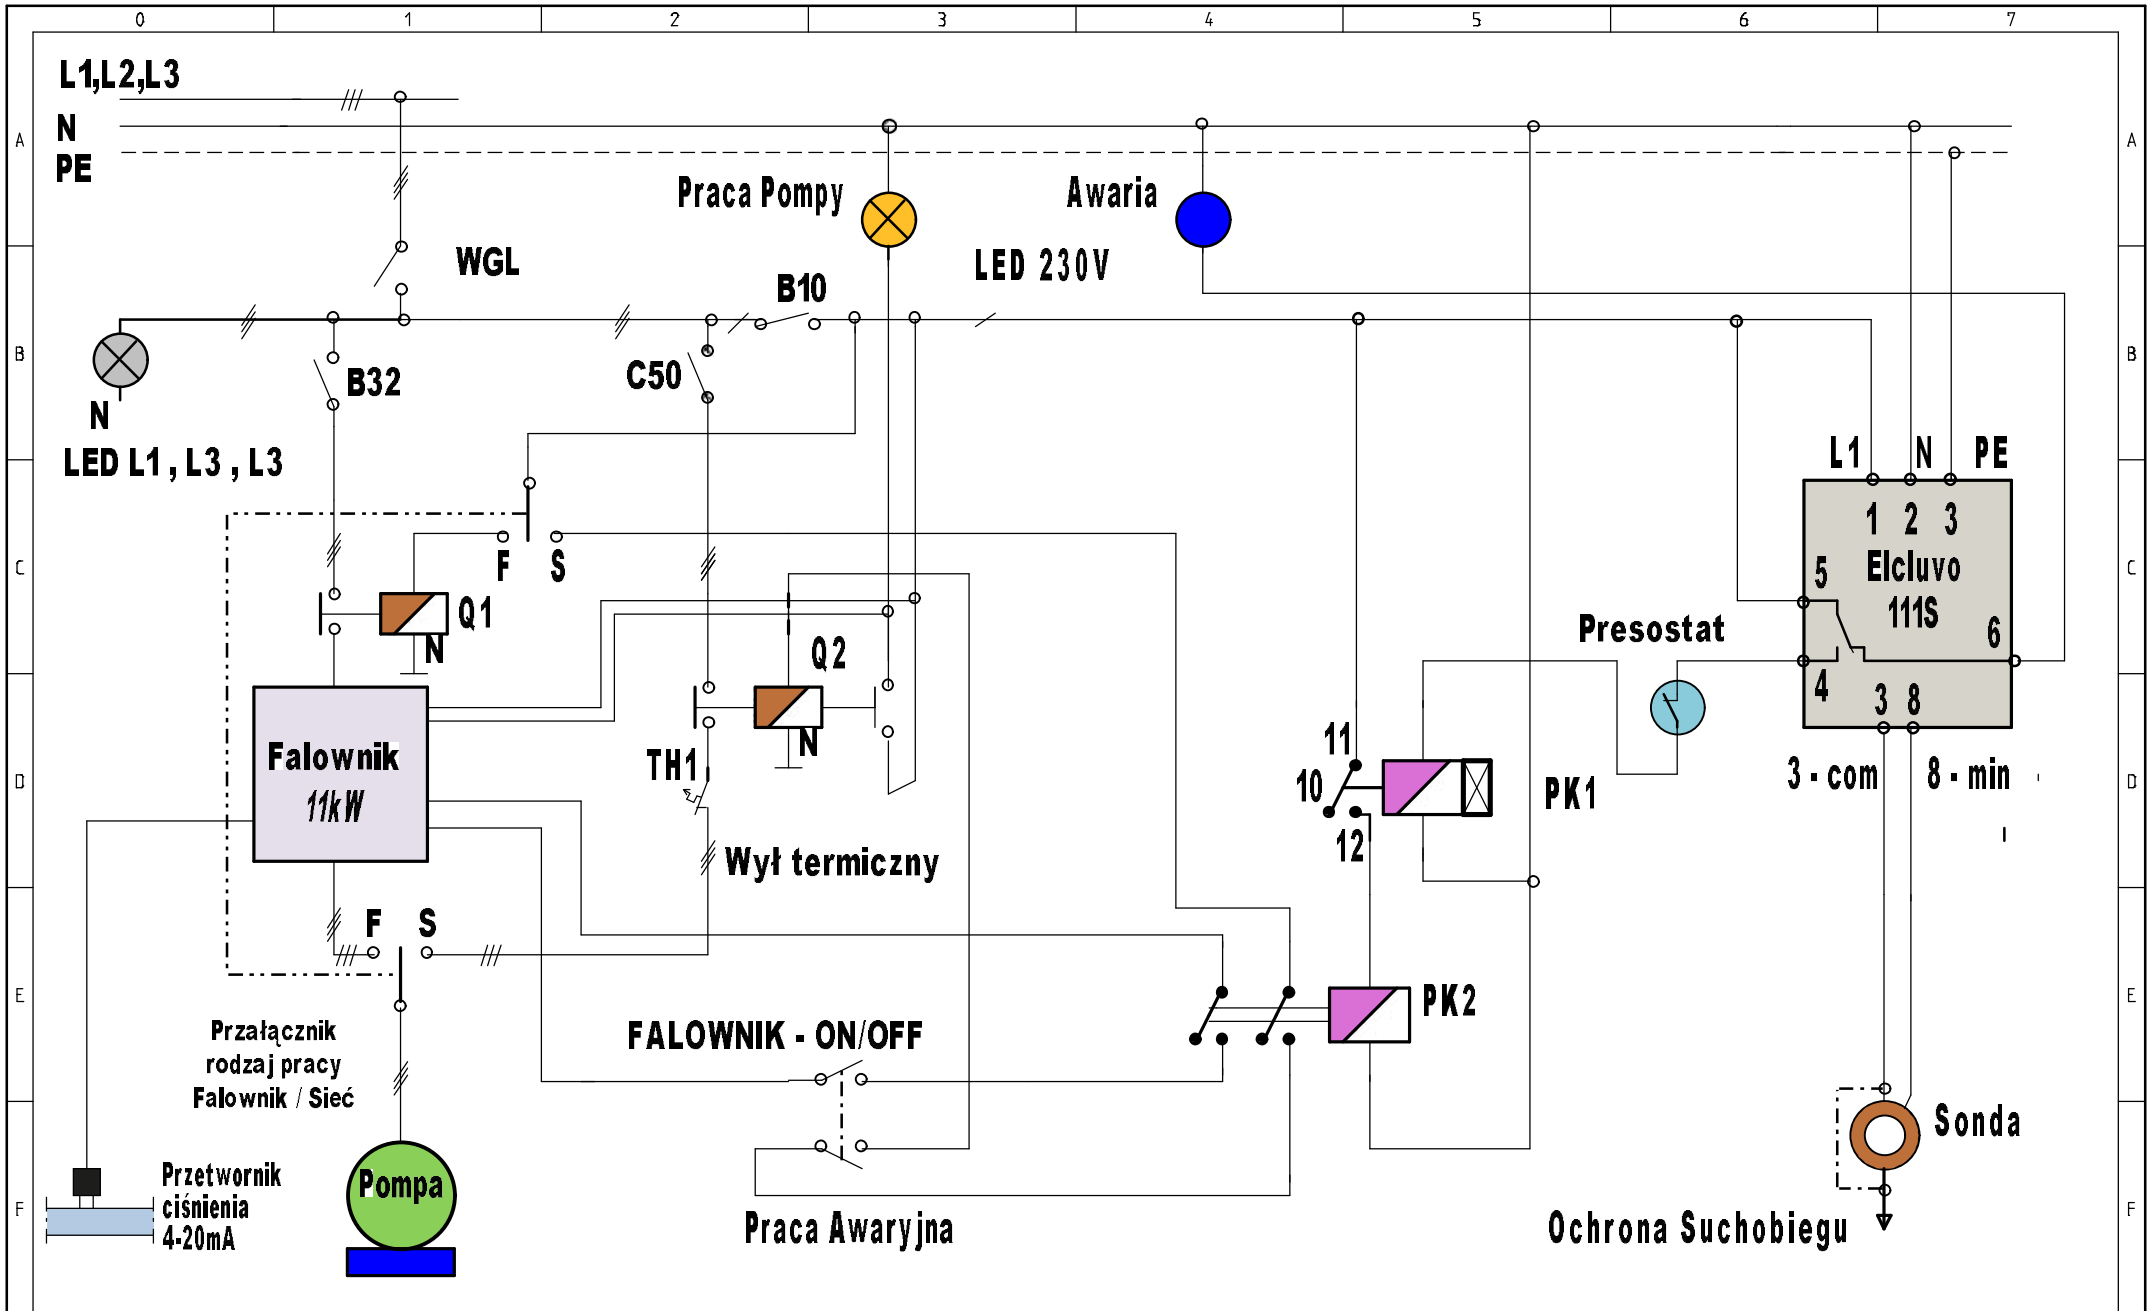 0 1 2 3 4 5 6 7
L1,L2,L3
N
PE
A A
Praca Pompy
Awaria
WGL
LED 230V
B10
B B
B32
C50
N
LED L1 , L3 , L3
L1 N PE
1 2 3
Elcluvo
111S
5
6
4
3 8
F S
C C
Q1
N
Q2
N
Presostat
Falownik
11kW
TH1
11
10
12
PK1
3 - com 8 - min
D D
Wył termiczny
F S
E E
PK2
Przałącznik
rodzaj pracy
Falownik / Sieć
FALOWNIK - ON/OFF
Sonda
Pompa
Przetwornik
ciśnienia
4-20mA
F F
Praca Awaryjna
Ochrona Suchobiegu